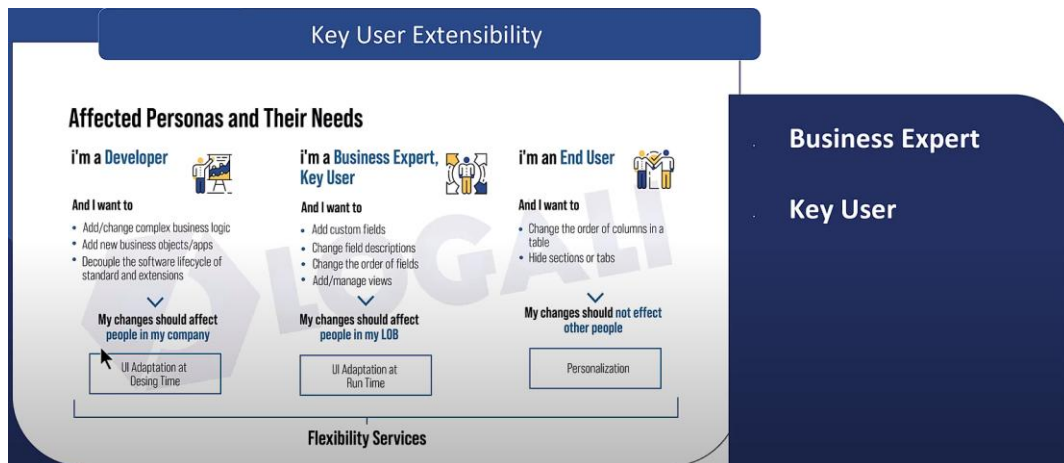 Key User Extensibility
Affected Personas and Their Needs
i'm a Developer
And I want to
• Add/change complex business logic
• Add new business objects/apps
• Decouple the software lifecycle of
standard and extensions
My changes should affect
people in my company
UI Adaptation at
Desing Time
i'm a Business Expert,
Key User
And I want to
• Add custom fields
• Change field descriptions
• Change the order of fields
• Add/manage views
My changes should affect
people in my LOB
UI Adaptation at
Run Time
i'm an End User
And I want to
• Change the order of columns in a
table
• Hide sections or tabs
My changes should not effect
other people
Personalization
Flexibility Services
LOGALI
Business Expert
Key User